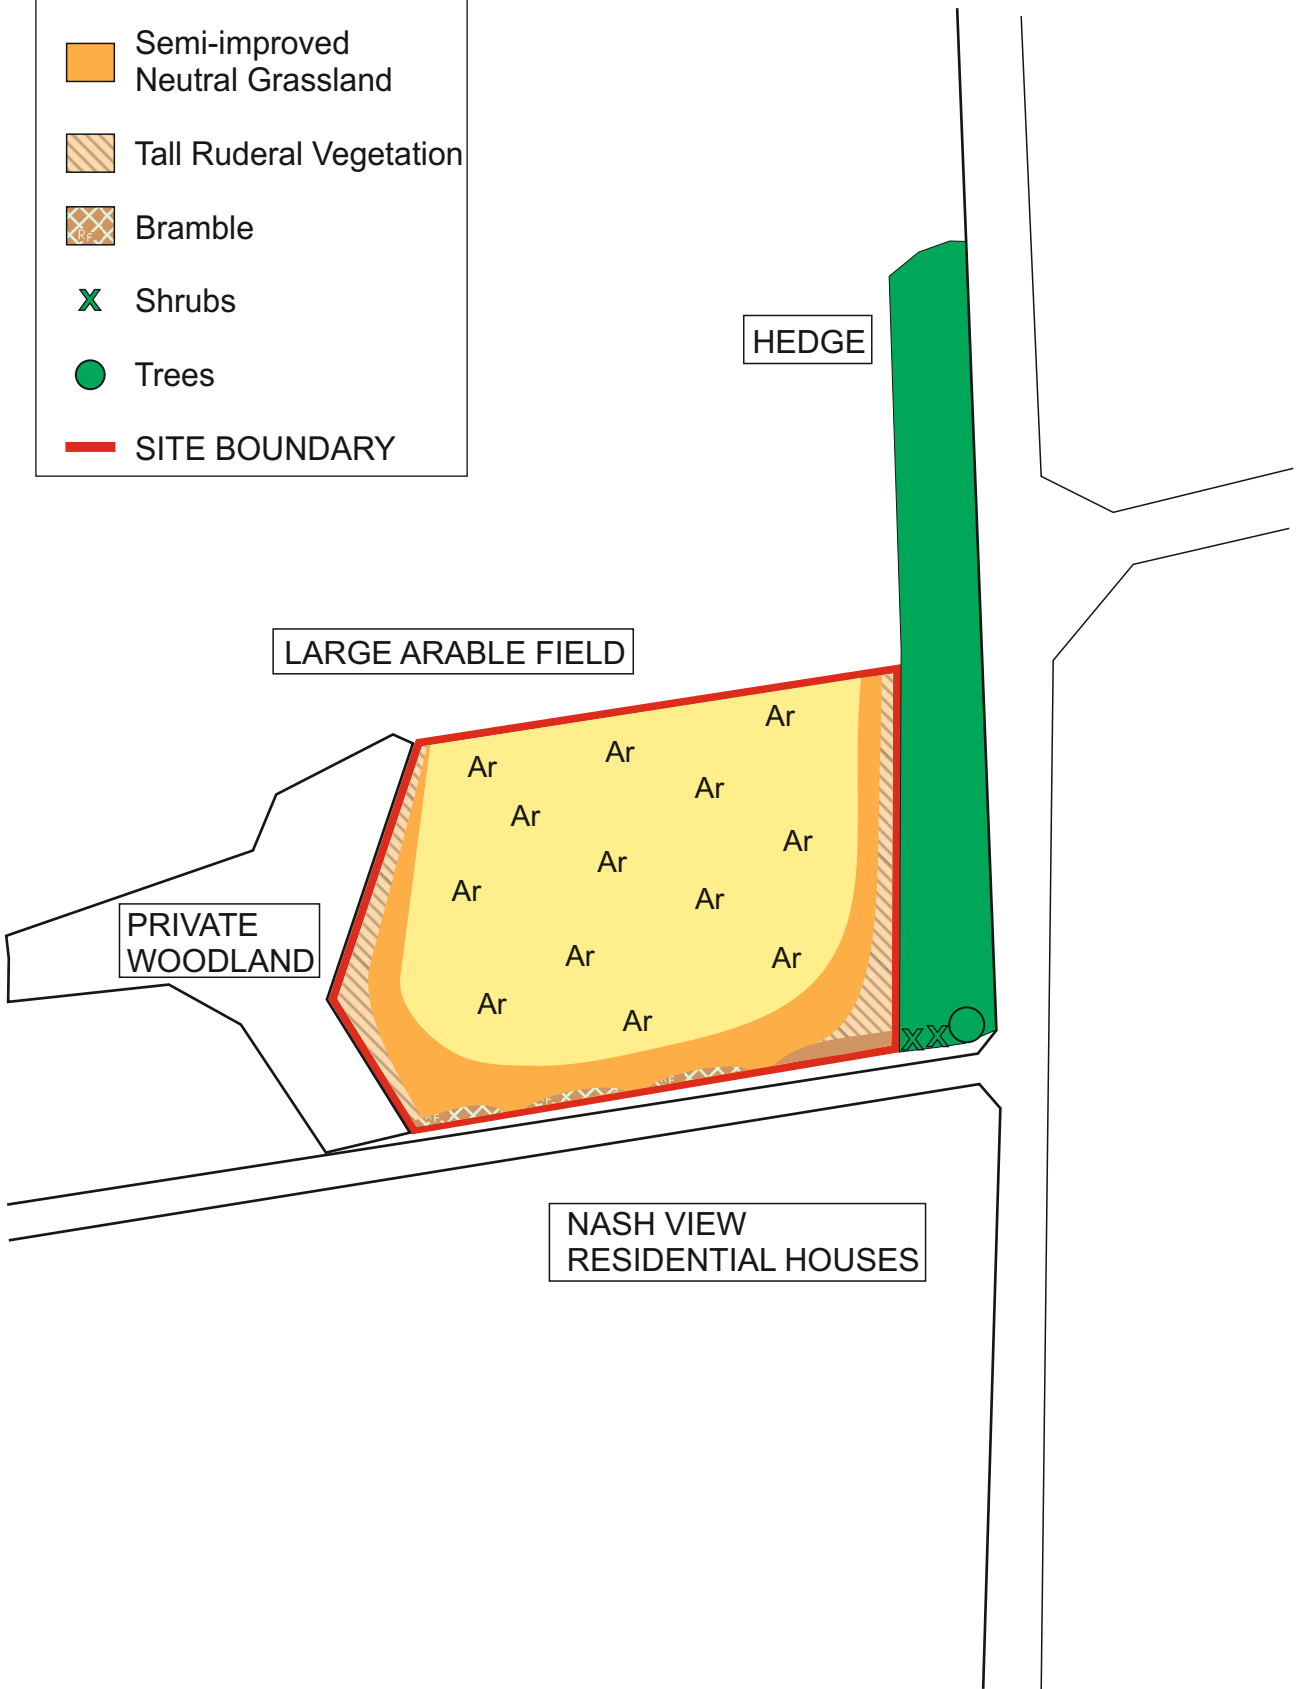 Semi-improved
Neutral Grassland
Tall Ruderal Vegetation
RF
Bramble
x Shrubs
Trees
SITE BOUNDARY
HEDGE
LARGE ARABLE FIELD
Ar
Ar
Ar
Ar
Ar
Ar
Ar
Ar
Ar
PRIVATE
WOODLAND
Ar
Ar
Ar
Ar
X X
NASH VIEW
RESIDENTIAL HOUSES